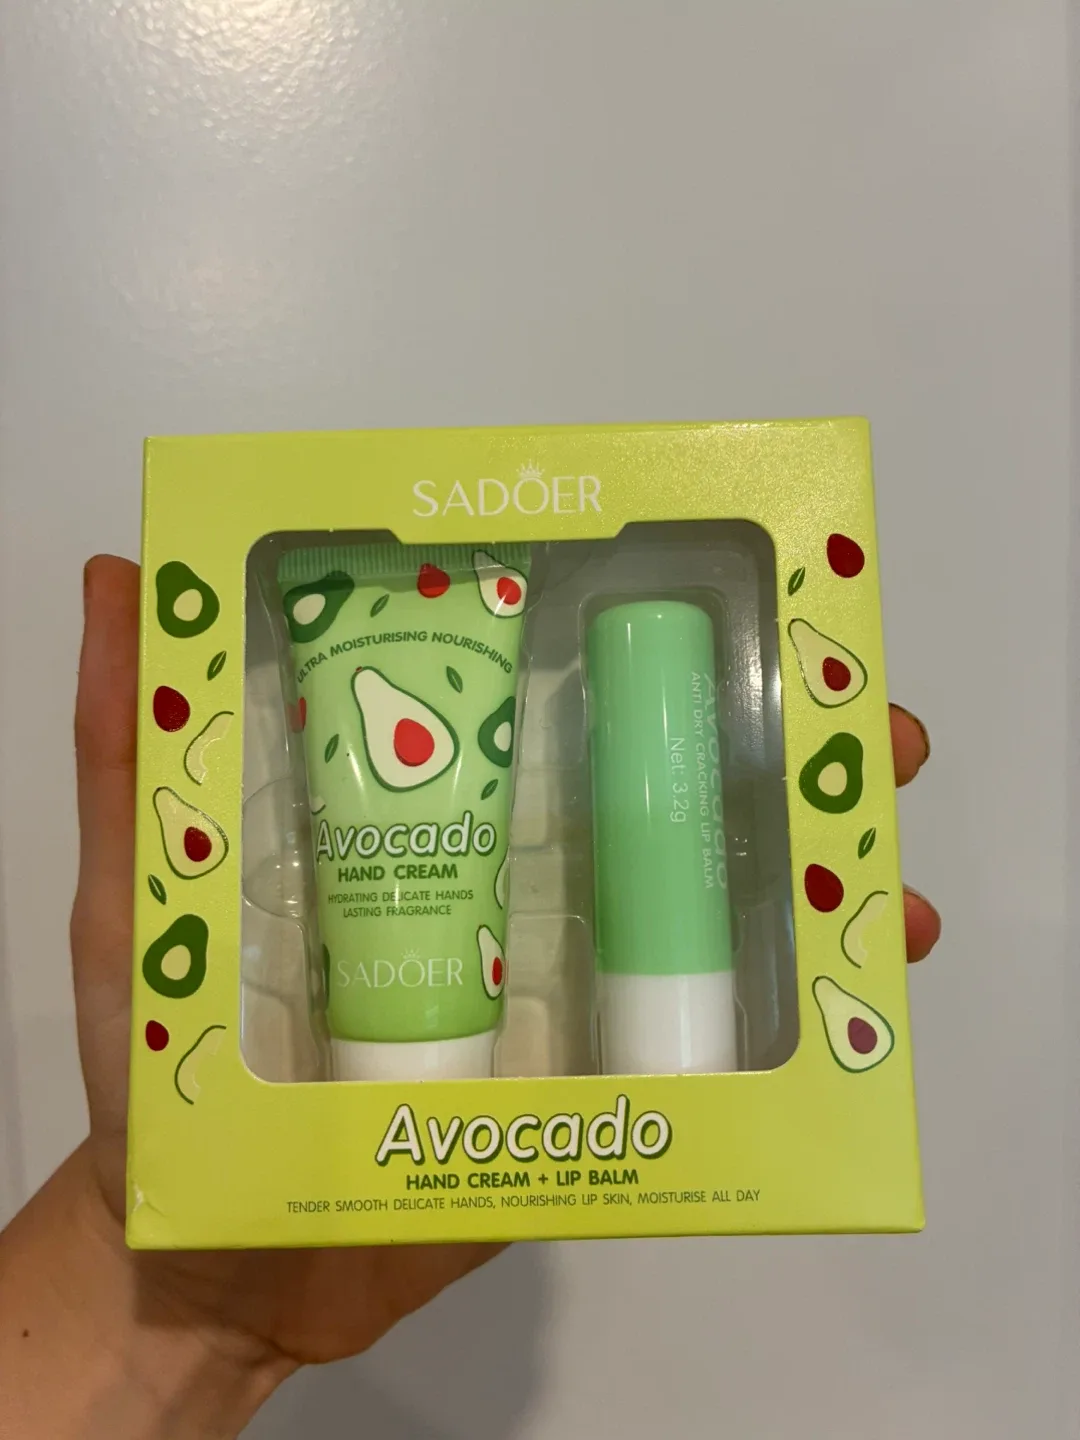 SADOER
ULTRA MOISTURISING NOURISHING
Avocado
HAND CREAM
HYDRATING DELICATE HANDS
LASTING FRAGRANCE
SADOER
Avocado
ANTI DRY CRACKING LIP BALM
Net: 3.2g
Avocado
HAND CREAM + LIP BALM
TENDER SMOOTH DELICATE HANDS, NOURISHING LIP SKIN, MOISTURISE ALL DAY